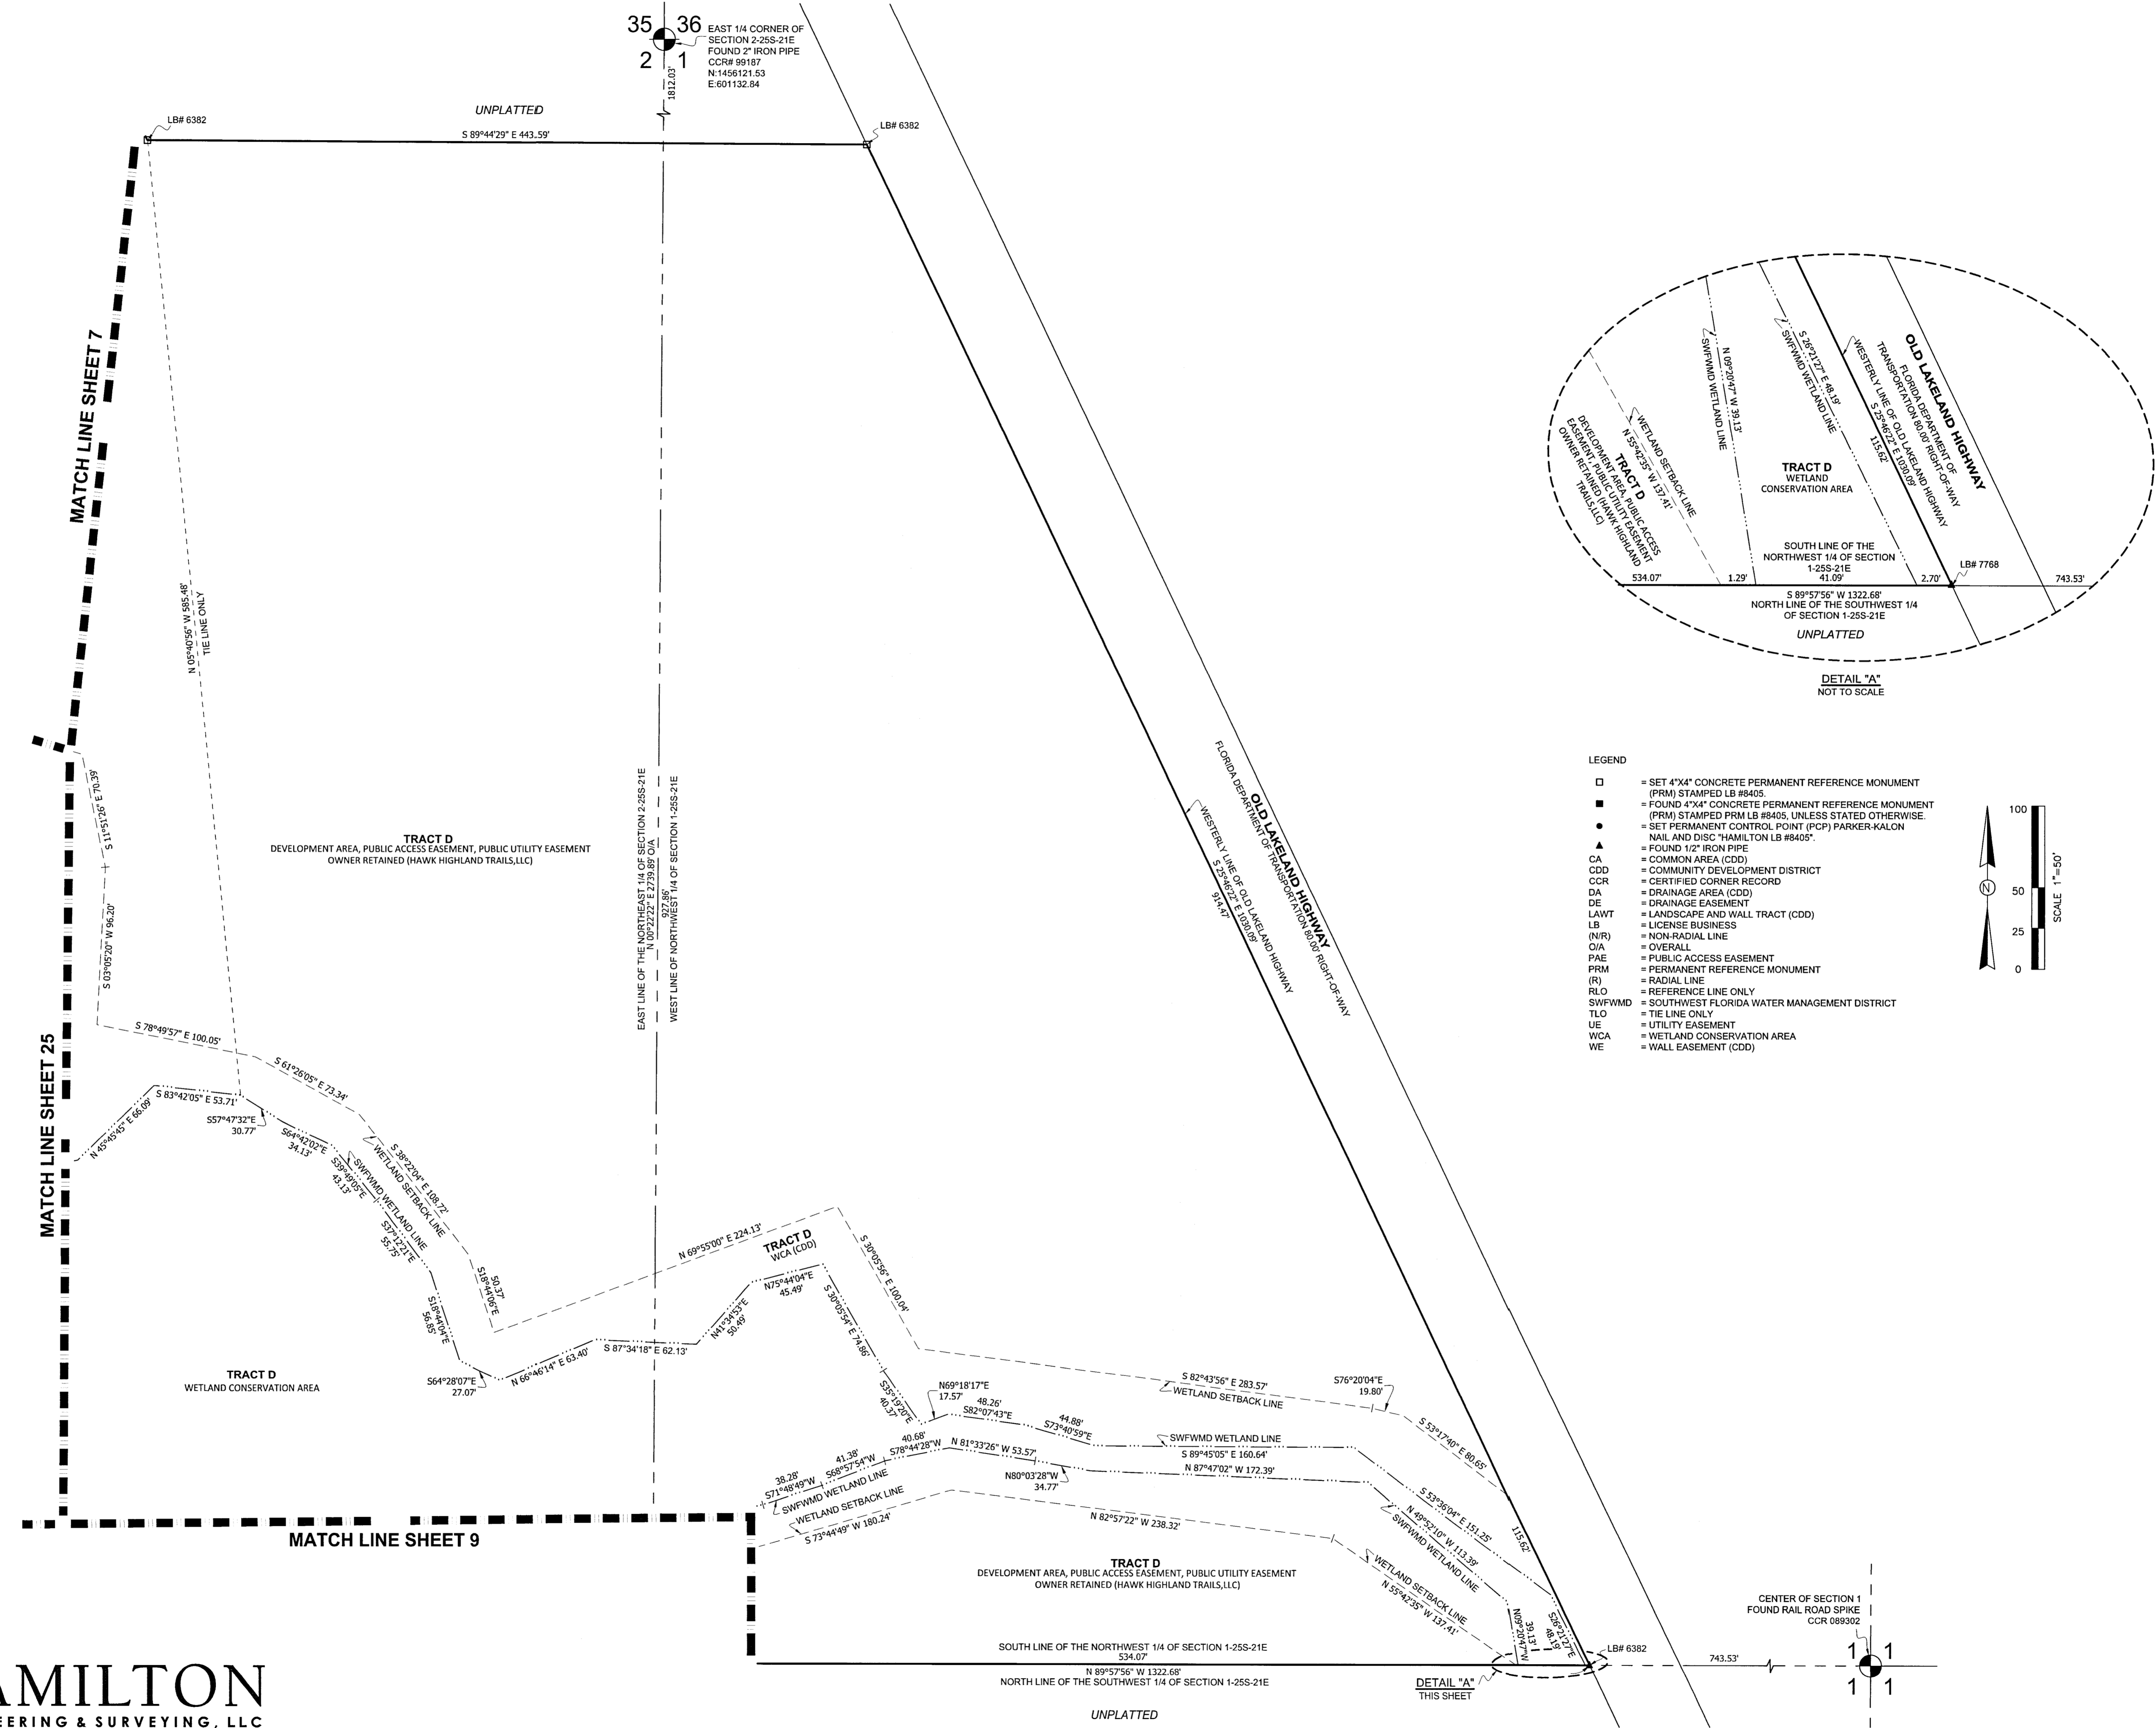 35 36
2 1
EAST 1/4 CORNER OF
SECTION 2-25S-21E
FOUND 2" IRON PIPE
CCR# 99187
N:1456121.53
E:601132.84
1812.03'
UNPLATTED
LB# 6382
S 89°44'29" E 443.59'
LB# 6382
MATCH LINE SHEET 7
N 05°40'56" W 585.48'
TIE LINE ONLY
S 11°51'26" E 70.39'
S 03°05'20" W 96.20'
MATCH LINE SHEET 25
TRACT D
DEVELOPMENT AREA, PUBLIC ACCESS EASEMENT, PUBLIC UTILITY EASEMENT
OWNER RETAINED (HAWK HIGHLAND TRAILS,LLC)
EAST LINE OF THE NORTHEAST 1/4 OF SECTION 2-25S-21E
N 00°22'22" E 2739.89' O/A
927.86'
WEST LINE OF NORTHWEST 1/4 OF SECTION 1-25S-21E
OLD LAKELAND HIGHWAY
FLORIDA DEPARTMENT OF TRANSPORTATION 80.00' RIGHT-OF-WAY
WESTERLY LINE OF OLD LAKELAND HIGHWAY
S 25°46'22" E 1030.09'
914.47'
S 78°49'57" E 100.05'
S 61°26'05" E 73.34'
N 45°45'45" E 66.09'
S 83°42'05" E 53.71'
S57°47'32"E
30.77'
S64°42'02"E
34.13'
S39°49'05"E
43.13'
SWFWMD WETLAND LINE
WETLAND SETBACK LINE
S 38°22'04" E 108.72'
S37°12'21"E
55.75'
50.37'
S18°44'06"E
S18°44'04"E
56.85'
S64°28'07"E
27.07'
N 66°46'14" E 63.40'
S 87°34'18" E 62.13'
N 69°55'00" E 224.13'
TRACT D
WCA (CDD)
N41°34'53"E
50.49'
N75°44'04"E
45.49'
S 30°05'56" E 100.04'
S 30°05'54" E 74.86'
S35°19'20"E
40.37'
TRACT D
WETLAND CONSERVATION AREA
N69°18'17"E
17.57'
48.26'
S82°07'43"E
44.88'
S73°40'59"E
S 82°43'56" E 283.57'
WETLAND SETBACK LINE
S76°20'04"E
19.80'
S 53°17'40" E 80.65'
SWFWMD WETLAND LINE
S 89°45'05" E 160.64'
N 87°47'02" W 172.39'
40.68'
S78°44'28"W
N 81°33'26" W 53.57'
N80°03'28"W
34.77'
41.38'
S68°57'54"W
38.28'
S71°48'49"W
SWFWMD WETLAND LINE
WETLAND SETBACK LINE
S 73°44'49" W 180.24'
N 82°57'22" W 238.32'
S 53°36'04" E 151.25'
N 49°52'10" W 113.39'
SWFWMD WETLAND LINE
115.62'
WETLAND SETBACK LINE
N 55°42'35" W 137.41'
39.13'
N09°20'47"W
S26°21'27"E
48.19'
MATCH LINE SHEET 9
TRACT D
DEVELOPMENT AREA, PUBLIC ACCESS EASEMENT, PUBLIC UTILITY EASEMENT
OWNER RETAINED (HAWK HIGHLAND TRAILS,LLC)
SOUTH LINE OF THE NORTHWEST 1/4 OF SECTION 1-25S-21E
534.07'
N 89°57'56" W 1322.68'
NORTH LINE OF THE SOUTHWEST 1/4 OF SECTION 1-25S-21E
UNPLATTED
DETAIL "A"
THIS SHEET
LB# 6382
743.53'
CENTER OF SECTION 1
FOUND RAIL ROAD SPIKE
CCR 089302
1 1
1 1
OLD LAKELAND HIGHWAY
FLORIDA DEPARTMENT OF
TRANSPORTATION 80.00' RIGHT-OF-WAY
WESTERLY LINE OF OLD LAKELAND HIGHWAY
S 25°46'22" E 1030.09'
115.62'
S 26°21'27" E 48.19'
SWFWMD WETLAND LINE
N 09°20'47" W 39.13'
SWFWMD WETLAND LINE
WETLAND SETBACK LINE
N 55°42'35" W 137.41'
TRACT D
DEVELOPMENT AREA, PUBLIC ACCESS
EASEMENT, PUBLIC UTILITY EASEMENT
OWNER RETAINED (HAWK HIGHLAND
TRAILS,LLC)
TRACT D
WETLAND
CONSERVATION AREA
SOUTH LINE OF THE
NORTHWEST 1/4 OF SECTION
1-25S-21E
534.07' 1.29' 41.09' 2.70' 743.53'
LB# 7768
S 89°57'56" W 1322.68'
NORTH LINE OF THE SOUTHWEST 1/4
OF SECTION 1-25S-21E
UNPLATTED
DETAIL "A"
NOT TO SCALE
LEGEND
= SET 4"X4" CONCRETE PERMANENT REFERENCE MONUMENT
(PRM) STAMPED LB #8405.
= FOUND 4"X4" CONCRETE PERMANENT REFERENCE MONUMENT
(PRM) STAMPED PRM LB #8405, UNLESS STATED OTHERWISE.
= SET PERMANENT CONTROL POINT (PCP) PARKER-KALON
NAIL AND DISC "HAMILTON LB #8405".
= FOUND 1/2" IRON PIPE
CA = COMMON AREA (CDD)
CDD = COMMUNITY DEVELOPMENT DISTRICT
CCR = CERTIFIED CORNER RECORD
DA = DRAINAGE AREA (CDD)
DE = DRAINAGE EASEMENT
LAWT = LANDSCAPE AND WALL TRACT (CDD)
LB = LICENSE BUSINESS
(N/R) = NON-RADIAL LINE
O/A = OVERALL
PAE = PUBLIC ACCESS EASEMENT
PRM = PERMANENT REFERENCE MONUMENT
(R) = RADIAL LINE
RLO = REFERENCE LINE ONLY
SWFWMD = SOUTHWEST FLORIDA WATER MANAGEMENT DISTRICT
TLO = TIE LINE ONLY
UE = UTILITY EASEMENT
WCA = WETLAND CONSERVATION AREA
WE = WALL EASEMENT (CDD)
N
100
50
25
0
SCALE 1"=50'
AMILTON
EERING & SURVEYING, LLC